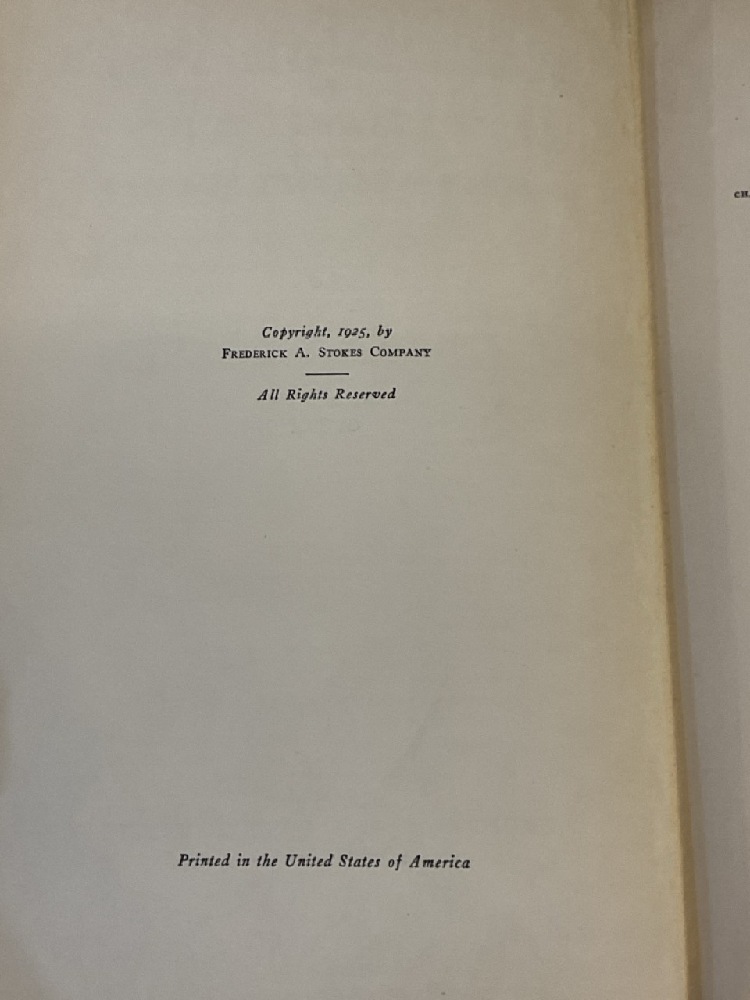 Copyright, 1925, by
FREDERICK A. STOKES COMPANY
All Rights Reserved
Printed in the United States of America